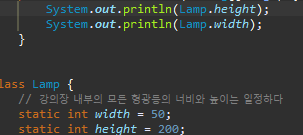 System.out.println(Lamp.height);
System.out.println(Lamp.width);
}
lass Lamp {
// 강의장 내부의 모든 형광등의 너비와 높이는 일정하다
static int width = 50;
static int height = 200;